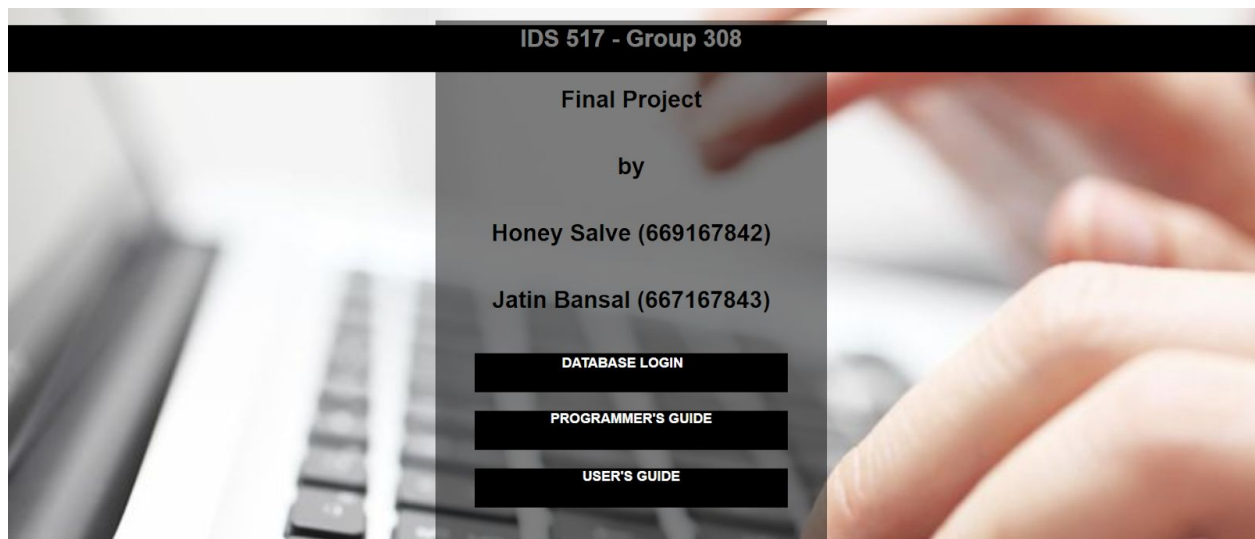 IDS 517 - Group 308
Final Project
by
Honey Salve (669167842)
Jatin Bansal (667167843)
DATABASE LOGIN
PROGRAMMER'S GUIDE
USER'S GUIDE